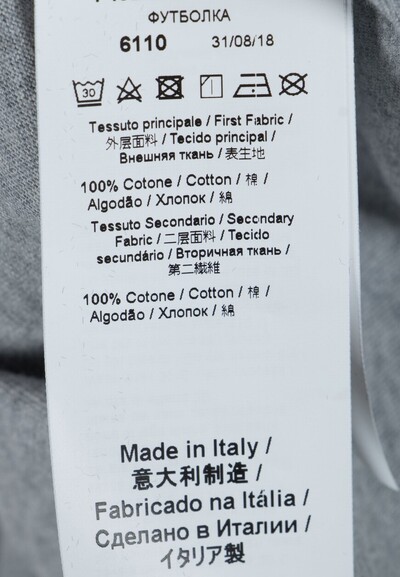 ФУТБОЛКА
6110 31/08/18
30
Tessuto principale / First Fabric /
外层面料 / Tecido principal /
Внешняя ткань / 表生地
100% Cotone / Cotton / 棉 /
Algodão / Хлопок / 綿
Tessuto Secondario / Secondary
Fabric / 二层面料 / Tecido
secundário / Вторичная ткань /
第二繊維
100% Cotone / Cotton / 棉 /
Algodão / Хлопок / 綿
Made in Italy /
意大利制造 /
Fabricado na Itália /
Сделано в Италии /
イタリア製